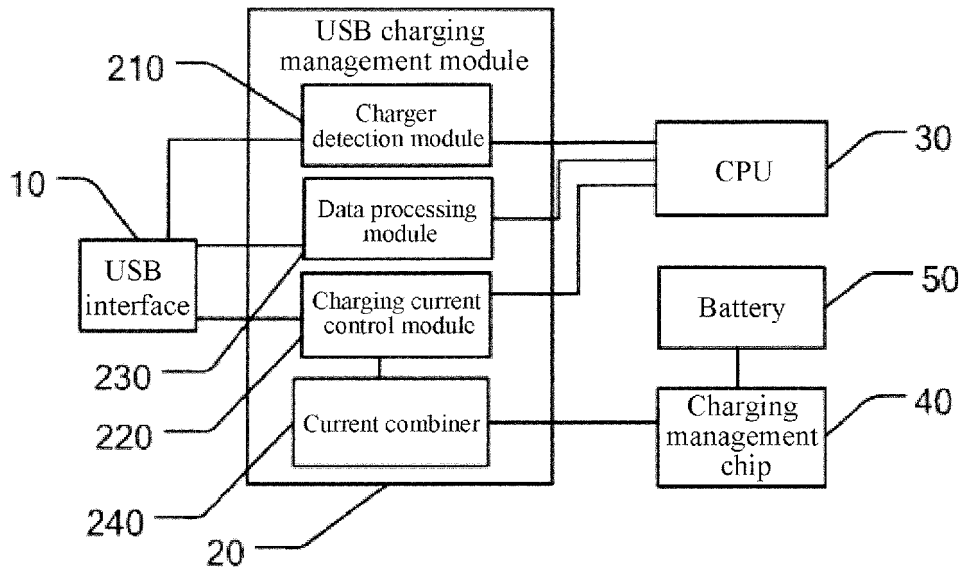 USB charging
management module
210
Charger
detection module
CPU
30
10
Data processing
module
USB
interface
Charging current
control module
Battery
50
230
220
Current combiner
Charging
management
chip
40
240
20